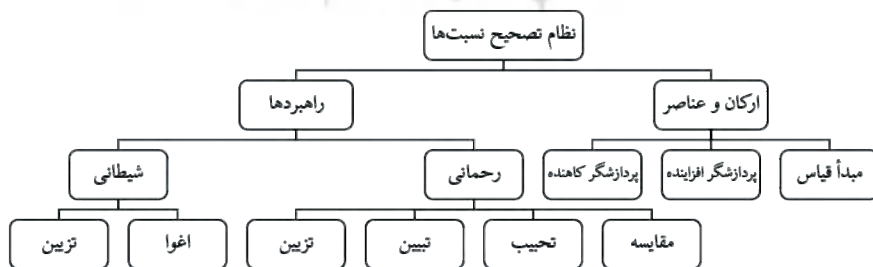 نظام تصحیح نسبت‌ها
ارکان و عناصر
راهبردها
مبدأ قیاس
پردازشگر افزاینده
پردازشگر کاهنده
رحمانی
شیطانی
مقایسه
تحبیب
تبیین
تزیین
اغوا
تزیین